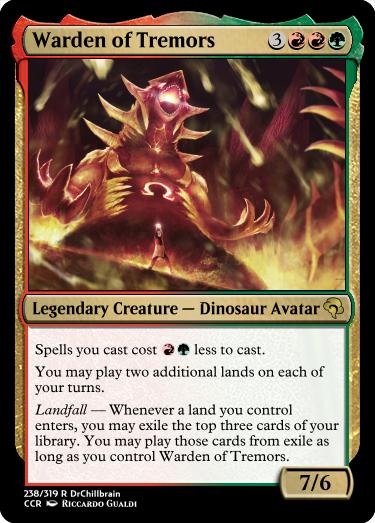 Warden of Tremors 3
Legendary Creature — Dinosaur Avatar
Spells you cast cost less to cast.
You may play two additional lands on each of
your turns.
Landfall — Whenever a land you control
enters, you may exile the top three cards of your
library. You may play those cards from exile as
long as you control Warden of Tremors.
7/6
238/319 R DrChillbrain
CCR Riccardo Gualdi